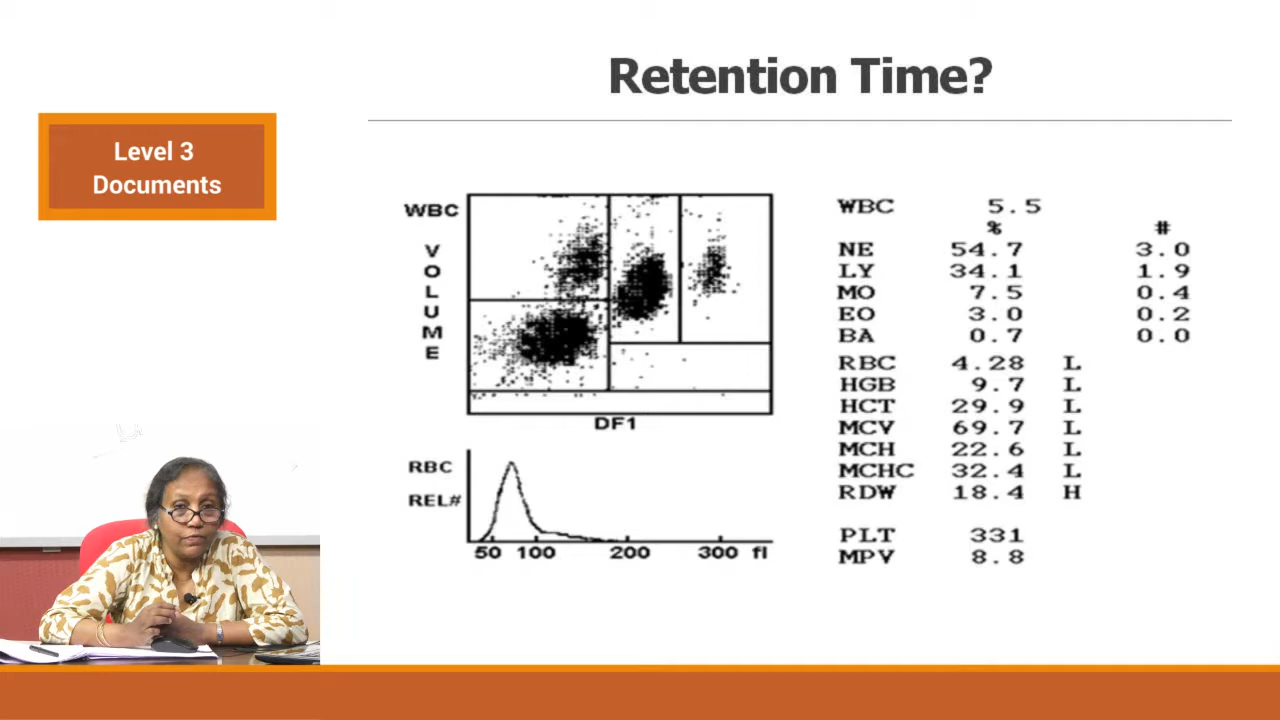 Retention Time?
Level 3
Documents
WBC
VOLUME
DF1
RBC
REL#
50 100 200 300 fl
WBC 5.5
% #
NE 54.7 3.0
LY 34.1 1.9
MO 7.5 0.4
EO 3.0 0.2
BA 0.7 0.0
RBC 4.28 L
HGB 9.7 L
HCT 29.9 L
MCV 69.7 L
MCH 22.6 L
MCHC 32.4 L
RDW 18.4 H
PLT 331
MPV 8.8